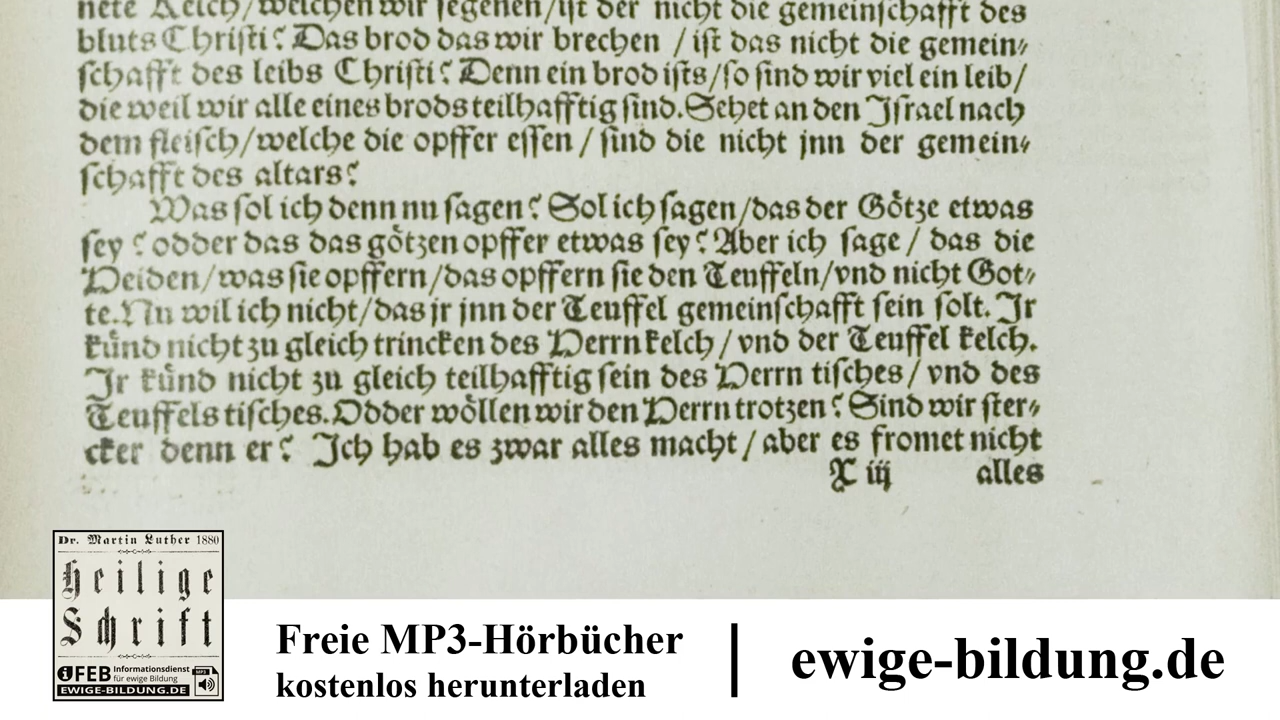 nete Kelch/welchen wir segenen/ist der nicht die gemeinschafft des
bluts Christi? Das brod das wir brechen / ist das nicht die gemein⸗
schafft des leibs Christi? Denn ein brod ists/so sind wir viel ein leib/
die weil wir alle eines brods teilhafftig sind. Sehet an den Jsrael nach
dem fleisch/welche die opffer essen / sind die nicht jnn der gemein⸗
schafft des altars?
Was sol ich denn nu sagen? Sol ich sagen/das der Götze etwas
sey? odder das das götzen opffer etwas sey? Aber ich sage / das die
Heiden/was sie opffern/das opffern sie den Teuffeln/vnd nicht Got⸗
te. Nu wil ich nicht/das jr jnn der Teuffel gemeinschafft sein solt. Jr
künd nicht zu gleich trincken des Herrn kelch / vnd der Teuffel kelch.
Jr künd nicht zu gleich teilhafftig sein des Herrn tisches/ vnd des
Teuffels tisches. Odder wöllen wir den Herrn trotzen? Sind wir ster⸗
cker denn er? Jch hab es zwar alles macht / aber es fromet nicht
X iij alles
Dr. Martin Luther 1880
Heilige
Schrift
iFEB Informationsdienst für ewige Bildung MP3
EWIGE-BILDUNG.DE
Freie MP3-Hörbücher
kostenlos herunterladen
ewige-bildung.de